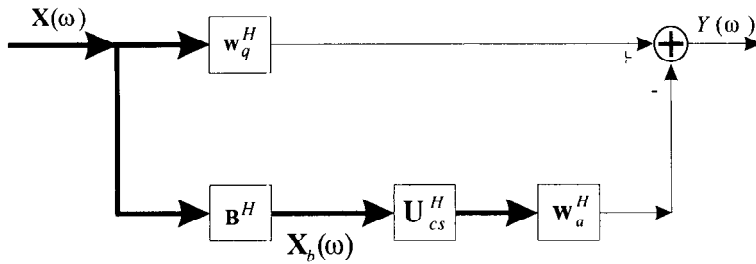 X(ω)
w_q^H
+
Y(ω)
-
B^H
X_b(ω)
U_cs^H
w_a^H